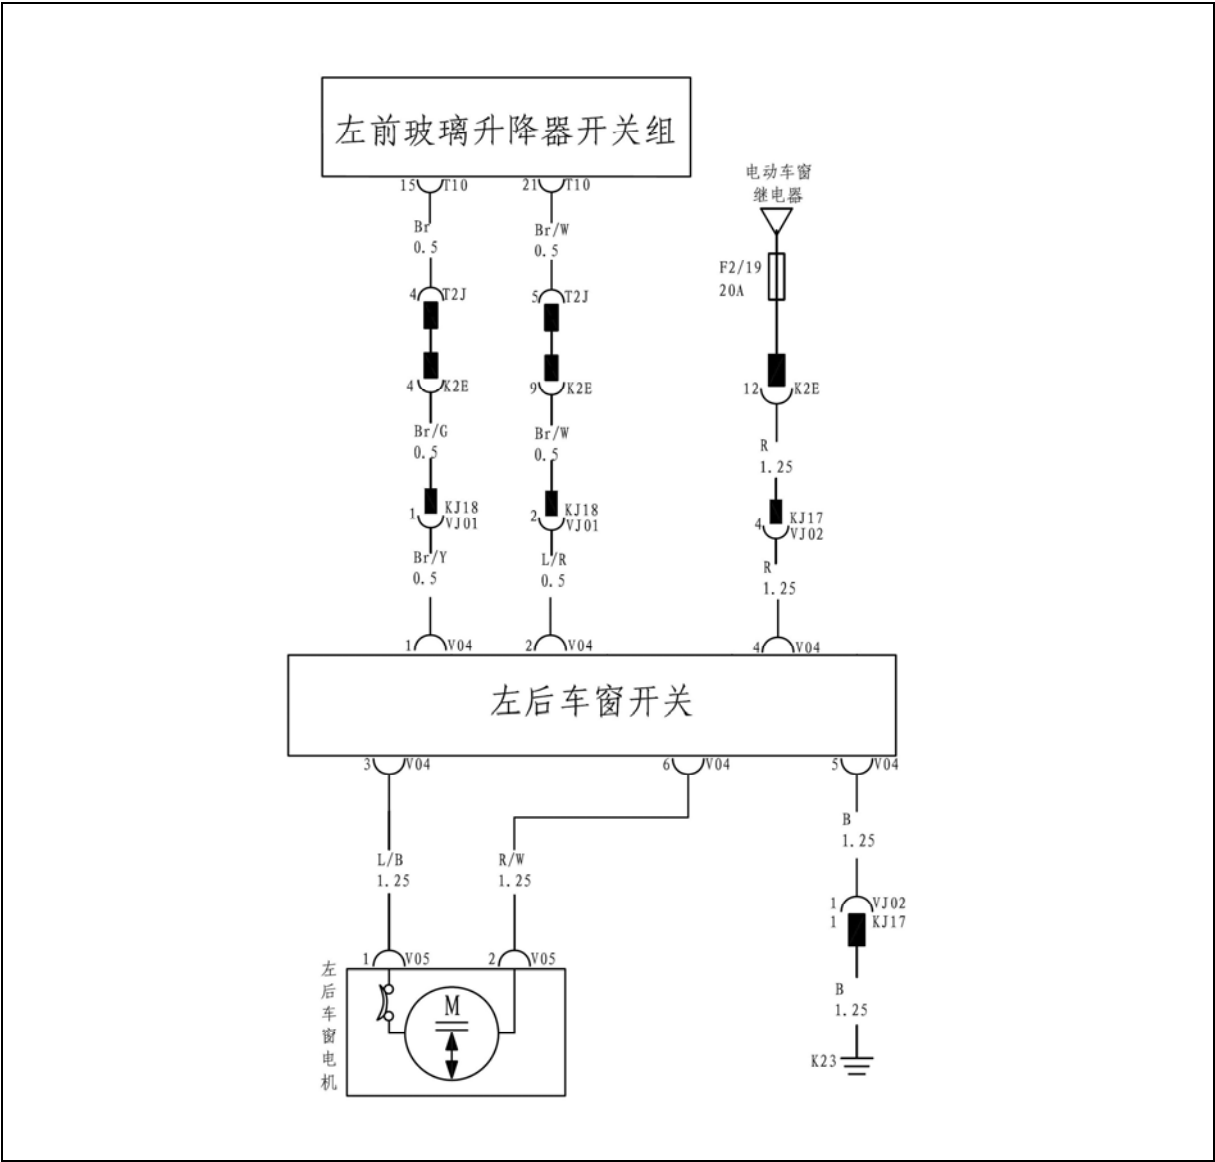 左前玻璃升降器开关组
15 T10 21 T10
电动车窗
继电器
Br
0.5
Br/W
0.5
F2/19
20A
4 T2J 5 T2J
4 K2E 9 K2E 12 K2E
Br/G
0.5
Br/W
0.5
R
1.25
1 KJ18
VJ01
2 KJ18
VJ01
4 KJ17
VJ02
Br/Y
0.5
L/R
0.5
R
1.25
1 V04 2 V04 4 V04
左后车窗开关
3 V04 6 V04 5 V04
B
1.25
L/B
1.25
R/W
1.25
1 VJ02
1 KJ17
1 V05 2 V05
左后车窗电机
M
B
1.25
K23